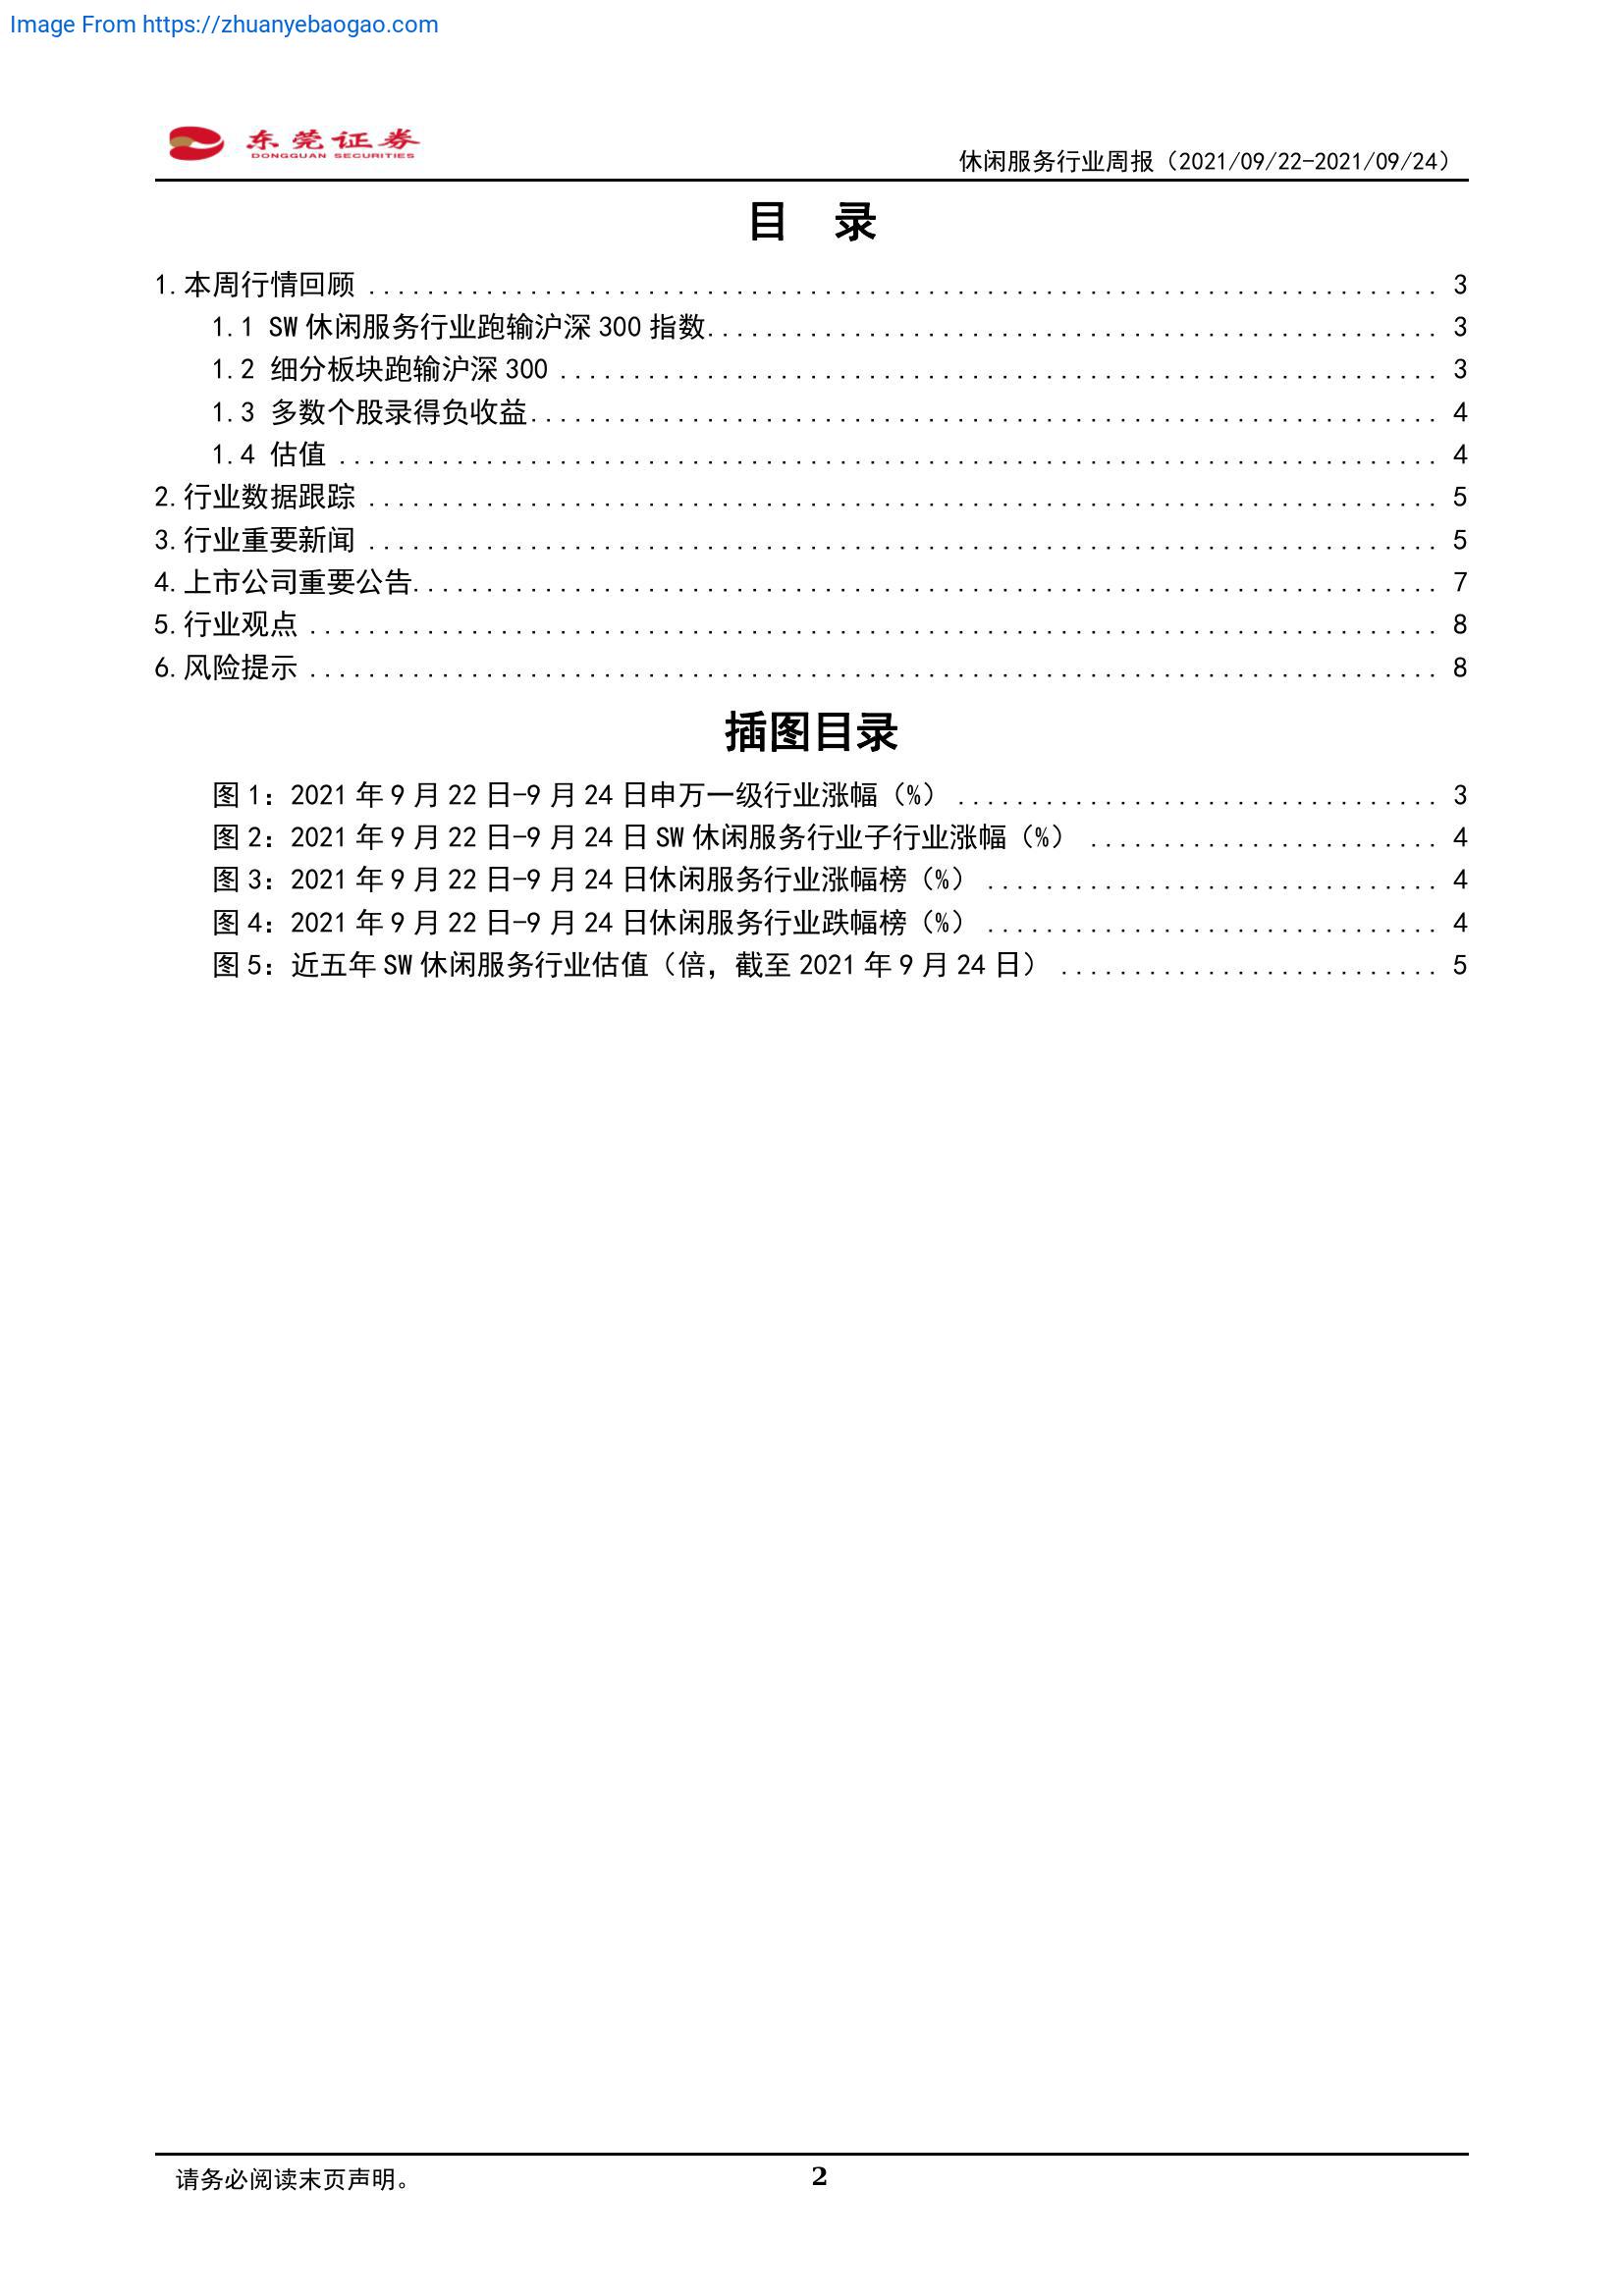 Image From https://zhuanyebaogao.com
东莞证券
DONGGUAN SECURITIES
休闲服务行业周报（2021/09/22-2021/09/24）
目 录
1.本周行情回顾 ........................................................................ 3
1.1 SW 休闲服务行业跑输沪深 300 指数.................................................. 3
1.2 细分板块跑输沪深 300 ............................................................ 3
1.3 多数个股录得负收益.............................................................. 4
1.4 估值 ........................................................................... 4
2.行业数据跟踪 ........................................................................ 5
3.行业重要新闻 ........................................................................ 5
4.上市公司重要公告...................................................................... 7
5.行业观点 ............................................................................ 8
6.风险提示 ............................................................................ 8
插图目录
图 1：2021 年 9 月 22 日-9 月 24 日申万一级行业涨幅（%） ................................. 3
图 2：2021 年 9 月 22 日-9 月 24 日 SW 休闲服务行业子行业涨幅（%） ........................ 4
图 3：2021 年 9 月 22 日-9 月 24 日休闲服务行业涨幅榜（%） ............................... 4
图 4：2021 年 9 月 22 日-9 月 24 日休闲服务行业跌幅榜（%） ............................... 4
图 5：近五年 SW 休闲服务行业估值（倍，截至 2021 年 9 月 24 日） .......................... 5
请务必阅读末页声明。
2